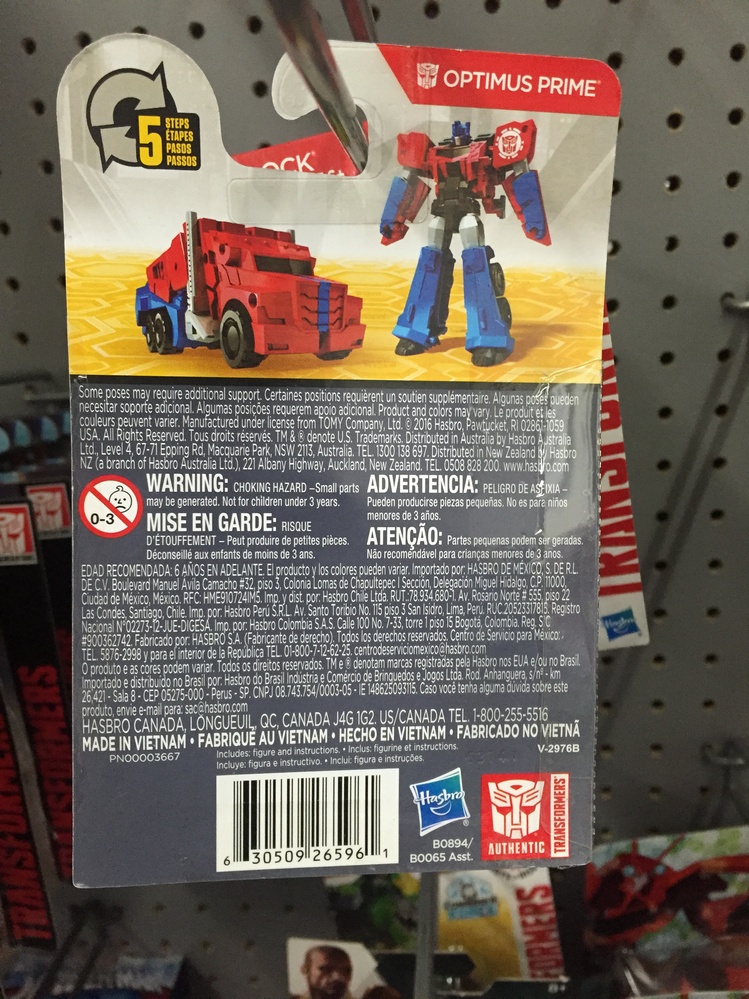 OPTIMUS PRIME
5 STEPS
ÉTAPES
PASOS
PASSOS
Some poses may require additional support. Certaines positions requièrent un soutien supplémentaire. Algunas poses pueden
necesitar soporte adicional. Algumas posições requerem apoio adicional. Product and colors may vary. Le produit et les
couleurs peuvent varier. Manufactured under license from TOMY Company, Ltd. © 2016 Hasbro, Pawtucket, RI 02861-1059
USA. All Rights Reserved. Tous droits réservés. TM & ® denote U.S. Trademarks. Distributed in Australia by Hasbro Australia
Ltd., Level 4, 67-71 Epping Rd, Macquarie Park, NSW 2113, Australia. TEL. 1300 138 697. Distributed in New Zealand by Hasbro
NZ (a branch of Hasbro Australia Ltd.), 221 Albany Highway, Auckland, New Zealand. TEL. 0508 828 200. www.hasbro.com
0-3
WARNING: CHOKING HAZARD – Small parts
may be generated. Not for children under 3 years.
MISE EN GARDE: RISQUE
D'ÉTOUFFEMENT – Peut produire de petites pièces.
Déconseillé aux enfants de moins de 3 ans.
ADVERTENCIA: PELIGRO DE ASFIXIA –
Pueden producirse piezas pequeñas. No es para niños
menores de 3 años.
ATENÇÃO: Partes pequenas podem ser geradas.
Não recomendável para crianças menores de 3 anos.
EDAD RECOMENDADA: 6 AÑOS EN ADELANTE. El producto y los colores pueden variar. Importado por: HASBRO DE MÉXICO, S. DE R.L.
DE C.V. Boulevard Manuel Ávila Camacho #32, piso 3, Colonia Lomas de Chapultepec I Sección, Delegación Miguel Hidalgo, C.P. 11000,
Ciudad de México, México. RFC: HME910724IM5. Imp. y dist. por: Hasbro Chile Ltda. RUT.:78.934.680-1. Av. Rosario Norte # 555, piso 22
Las Condes, Santiago, Chile. Imp. por: Hasbro Perú S.R.L. Av. Santo Toribio No. 115 piso 3 San Isidro, Lima, Perú. RUC:20523317815. Registro
Nacional N° 02273-12-JUE-DIGESA. Imp. por: Hasbro Colombia S.A.S. Calle 100 No. 7-33, torre 1 piso 15 Bogotá, Colombia. Reg. SIC
#900362742. Fabricado por: HASBRO S.A. (Fabricante de derecho). Todos los derechos reservados. Centro de Servicio para México:
TEL. 5876-2998 y para el interior de la República TEL. 01-800-7-12-62-25. centrodeserviciomexico@hasbro.com
O produto e as cores podem variar. Todos os direitos reservados. TM e ® denotam marcas registradas pela Hasbro nos EUA e/ou no Brasil.
Importado e distribuído no Brasil por: Hasbro do Brasil Indústria e Comércio de Brinquedos e Jogos Ltda. Rod. Anhanguera, s/nº - km
26,421 - Sala 8 - CEP 05275-000 - Perus - SP. CNPJ 08.743.754/0003-05 - IE 148625093115. Caso você tenha alguma dúvida sobre este
produto, envie e-mail para: sac@hasbro.com
HASBRO CANADA, LONGUEUIL, QC, CANADA J4G 1G2. US/CANADA TEL. 1-800-255-5516
MADE IN VIETNAM • FABRIQUÉ AU VIETNAM • HECHO EN VIETNAM • FABRICADO NO VIETNÃ
PN00003667
Includes: figure and instructions. • Inclus: figurine et instructions.
Incluye: figura e instructivo. • Inclui: figura e instruções.
V-2976B
6 30509 26596 1
Hasbro
B0894/
B0065 Asst.
AUTHENTIC
TRANSFORMERS
TRANSFORM
Hasbro
TRANSFORMERS